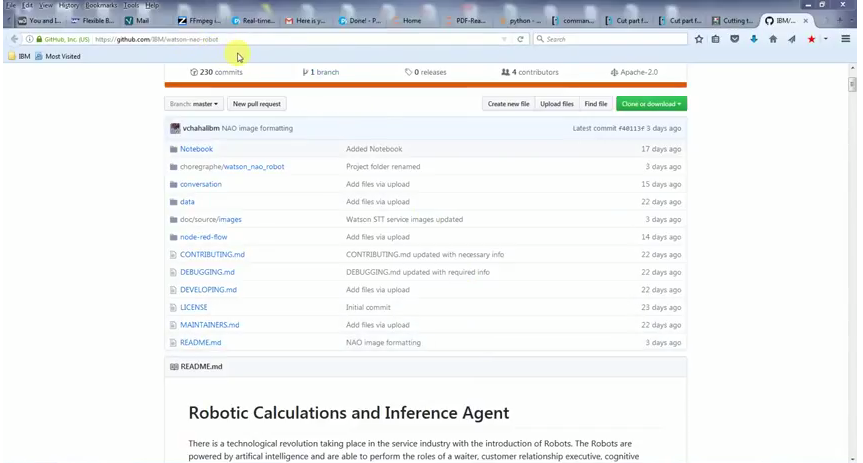 File Edit View History Bookmarks Tools Help
You and I... Flexible B... Mail FFmpeg i... Real-time... Here is y... Done! - P... Home PDF-Rea... python - ... Cut part f... Cut part f... Cutting t... IBM/...
GitHub, Inc. (US) https://github.com/IBM/watson-nao-robot Search
IBM Most Visited
230 commits 1 branch 0 releases 4 contributors Apache-2.0
Branch: master New pull request Create new file Upload files Find file Clone or download
vchahalIbm NAO image formatting Latest commit f40113f 3 days ago
Notebook Added Notebook 17 days ago
choregraphe/watson_nao_robot Project folder renamed 3 days ago
conversation Add files via upload 15 days ago
data Add files via upload 22 days ago
doc/source/images Watson STT service images updated 3 days ago
node-red-flow Add files via upload 14 days ago
CONTRIBUTING.md CONTRIBUTING.md updated with necessary info 22 days ago
DEBUGGING.md DEBUGGING.md updated with required info 22 days ago
DEVELOPING.md Add files via upload 22 days ago
LICENSE Initial commit 23 days ago
MAINTAINERS.md Add files via upload 22 days ago
README.md NAO image formatting 3 days ago
README.md
Robotic Calculations and Inference Agent
There is a technological revolution taking place in the service industry with the introduction of Robots. The Robots are
powered by artifical intelligence and are able to perform the roles of a waiter, customer relationship executive, cognitive